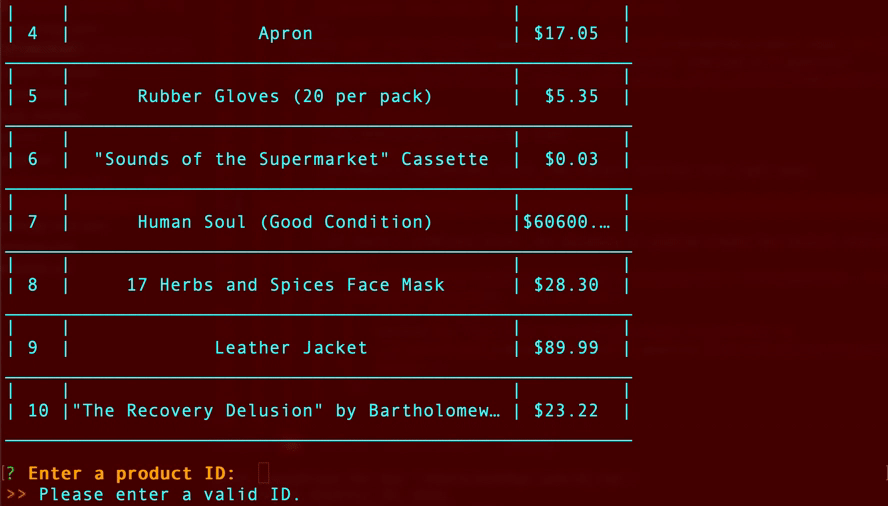 4 Apron $17.05
5 Rubber Gloves (20 per pack) $5.35
6 "Sounds of the Supermarket" Cassette $0.03
7 Human Soul (Good Condition) $60600.…
8 17 Herbs and Spices Face Mask $28.30
9 Leather Jacket $89.99
10 "The Recovery Delusion" by Bartholomew… $23.22
? Enter a product ID:
>> Please enter a valid ID.